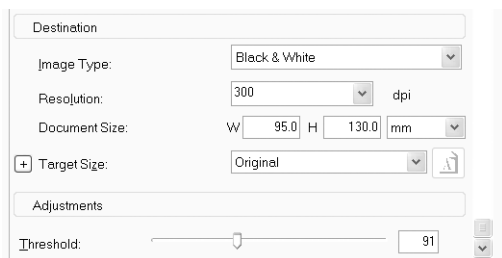 Destination
Image Type: Black & White
Resolution: 300 dpi
Document Size: W 95.0 H 130.0 mm
+ Target Size: Original
Adjustments
Threshold: 91